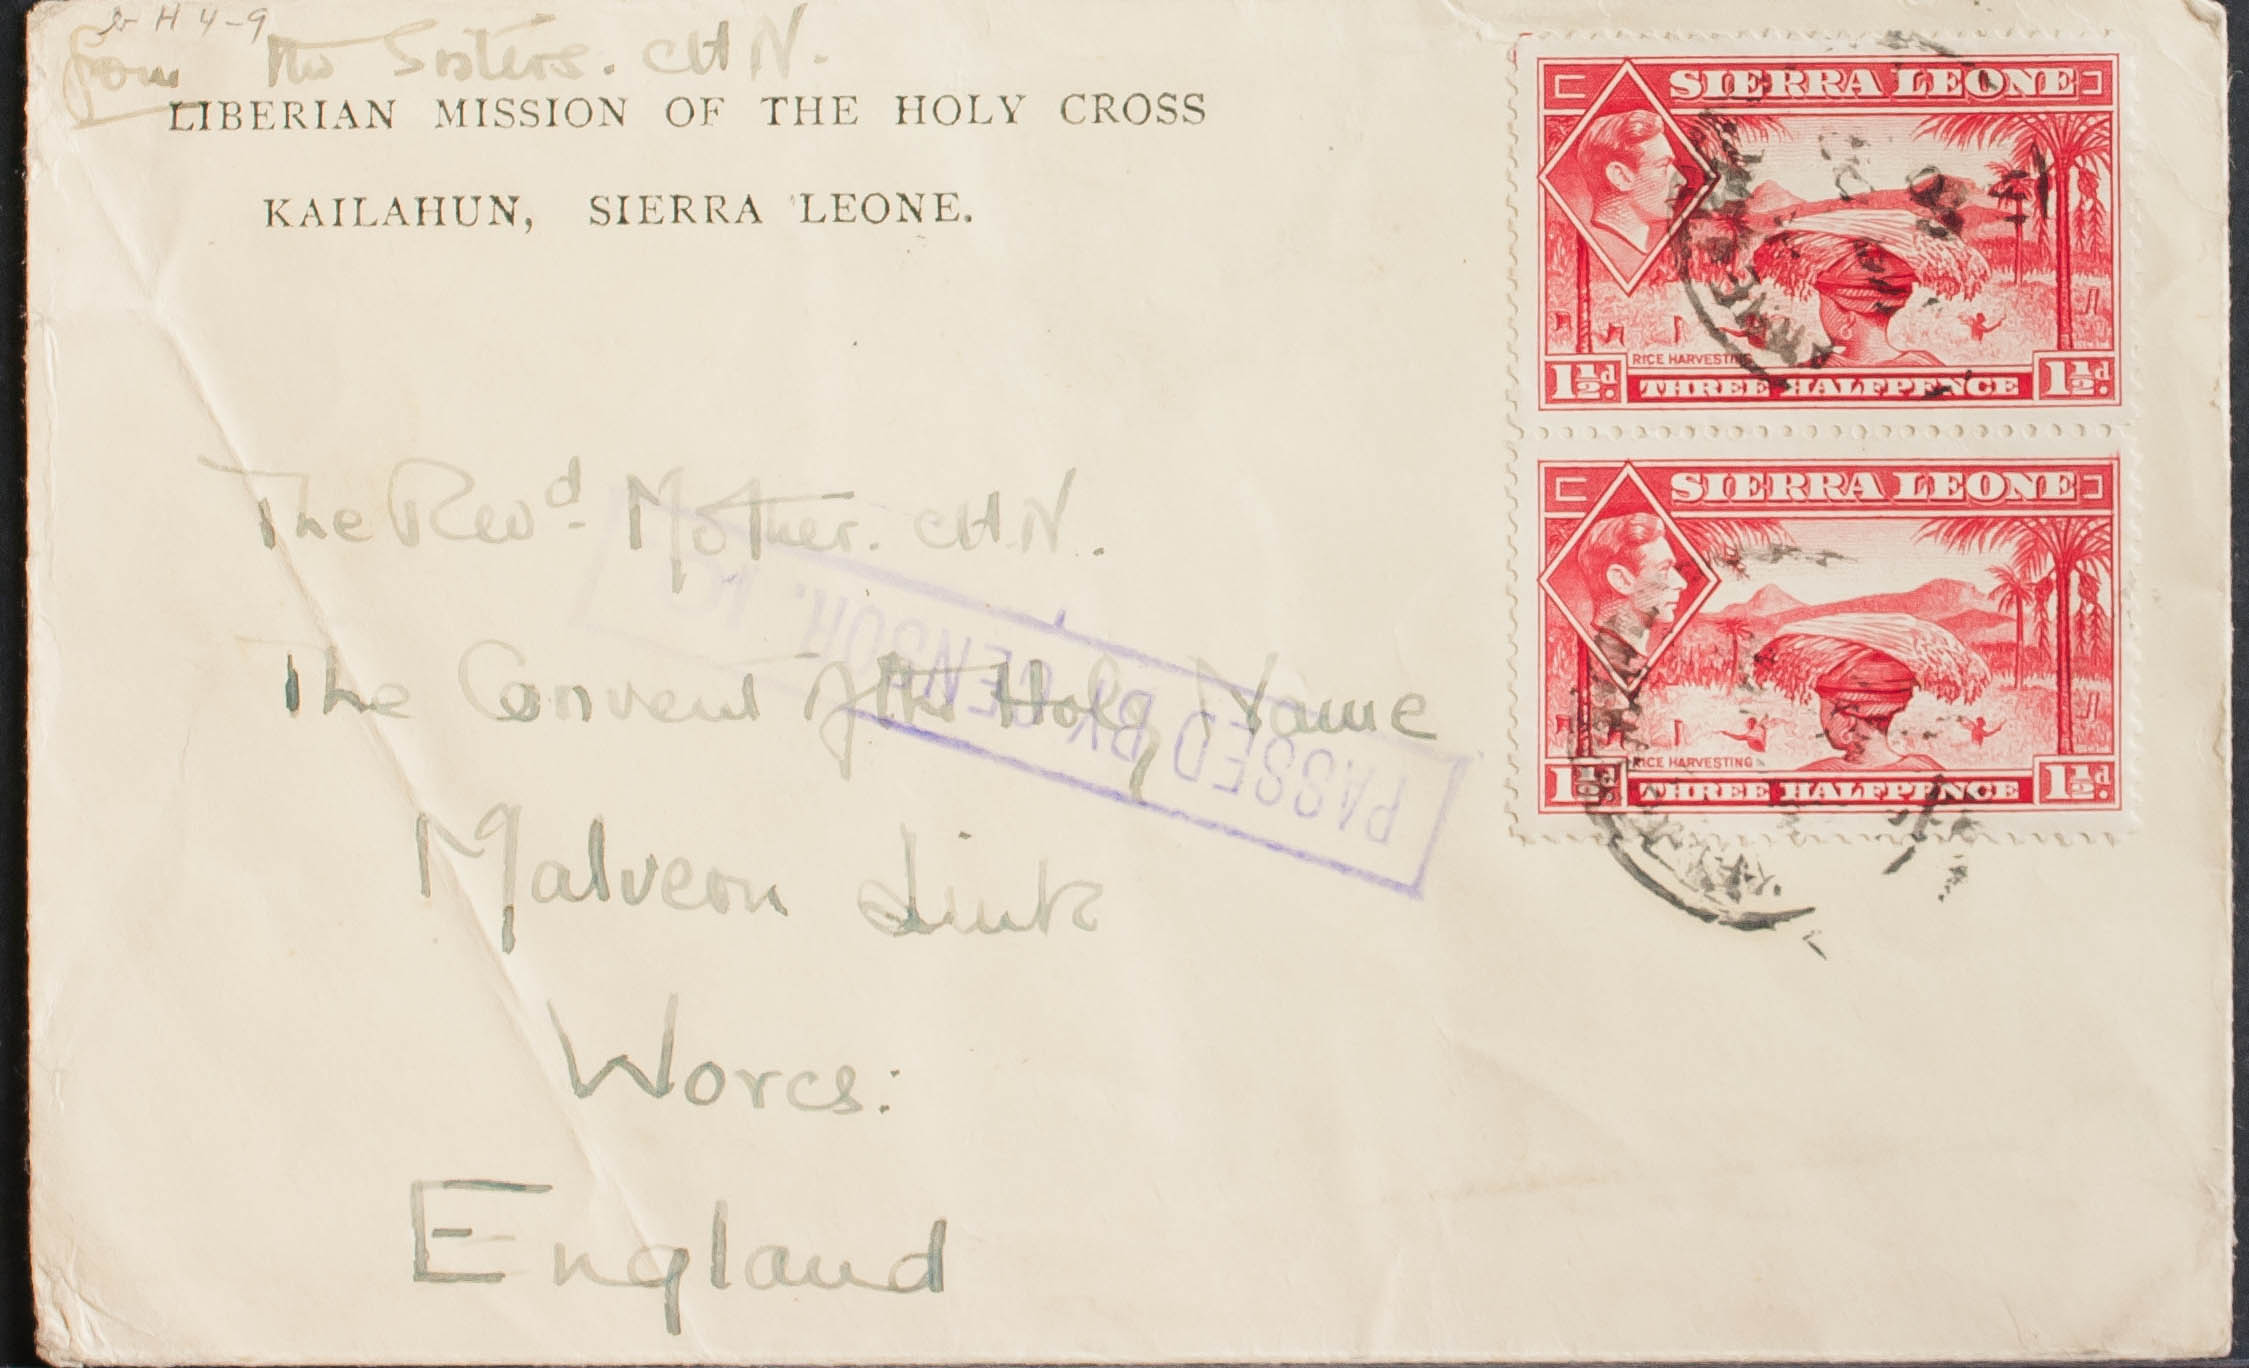 H 4-9
from the Sisters. CHN.
LIBERIAN MISSION OF THE HOLY CROSS
KAILAHUN, SIERRA LEONE.
SIERRA LEONE
RICE HARVESTING
1½d THREE HALFPENCE 1½d.
SIERRA LEONE
RICE HARVESTING
1½d THREE HALFPENCE 1½d.
The Revd. Mother. CHN.
The Convent of the Holy Name
Malvern Link
Worcs:
England
PASSED BY CENSOR.